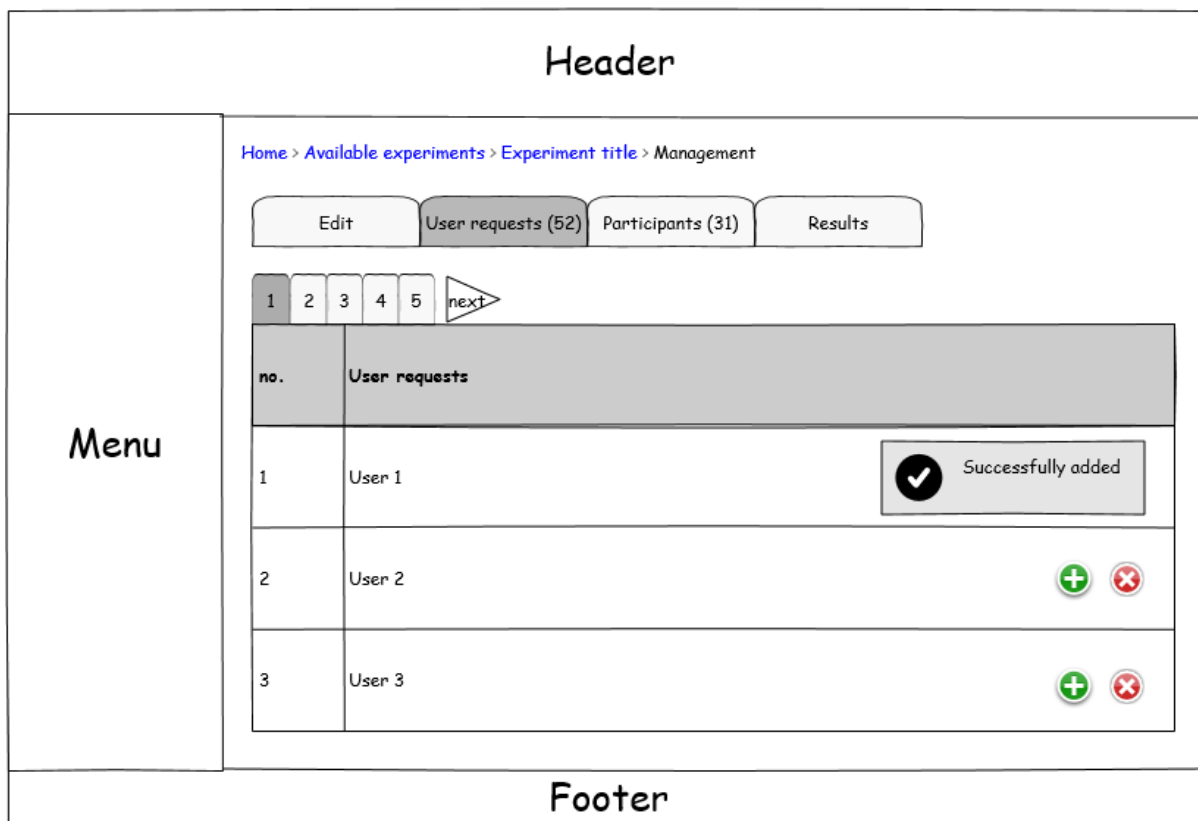 Header
Home > Available experiments > Experiment title > Management
Edit User requests (52) Participants (31) Results
1 2 3 4 5 next
no. User requests
Menu
1 User 1 Successfully added
2 User 2
3 User 3
Footer